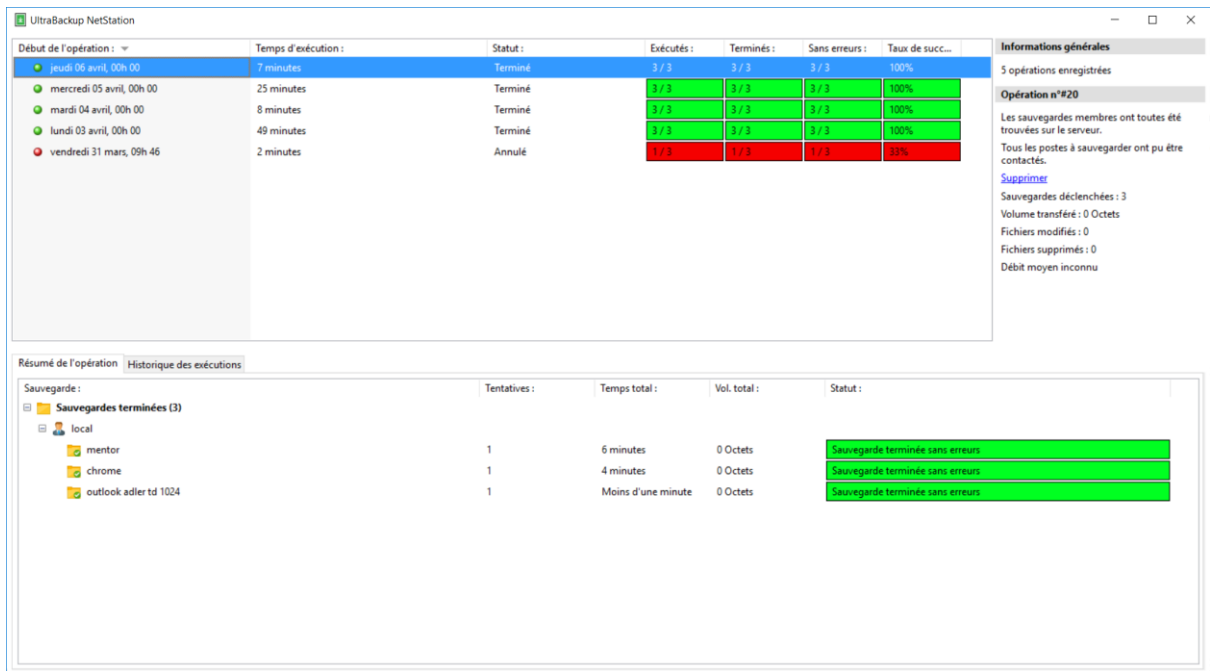 UltraBackup NetStation
Début de l'opération : Temps d'exécution : Statut : Exécutés : Terminés : Sans erreurs : Taux de succ...
jeudi 06 avril, 00h 00 7 minutes Terminé 3 / 3 3 / 3 3 / 3 100%
mercredi 05 avril, 00h 00 25 minutes Terminé 3 / 3 3 / 3 3 / 3 100%
mardi 04 avril, 00h 00 8 minutes Terminé 3 / 3 3 / 3 3 / 3 100%
lundi 03 avril, 00h 00 49 minutes Terminé 3 / 3 3 / 3 3 / 3 100%
vendredi 31 mars, 09h 46 2 minutes Annulé 1 / 3 1 / 3 1 / 3 33%
Informations générales
5 opérations enregistrées
Opération n°#20
Les sauvegardes membres ont toutes été
trouvées sur le serveur.
Tous les postes à sauvegarder ont pu être
contactés.
Supprimer
Sauvegardes déclenchées : 3
Volume transféré : 0 Octets
Fichiers modifiés : 0
Fichiers supprimés : 0
Débit moyen inconnu
Résumé de l'opération Historique des exécutions
Sauvegarde : Tentatives : Temps total : Vol. total : Statut :
Sauvegardes terminées (3)
local
mentor 1 6 minutes 0 Octets Sauvegarde terminée sans erreurs
chrome 1 4 minutes 0 Octets Sauvegarde terminée sans erreurs
outlook adler td 1024 1 Moins d'une minute 0 Octets Sauvegarde terminée sans erreurs